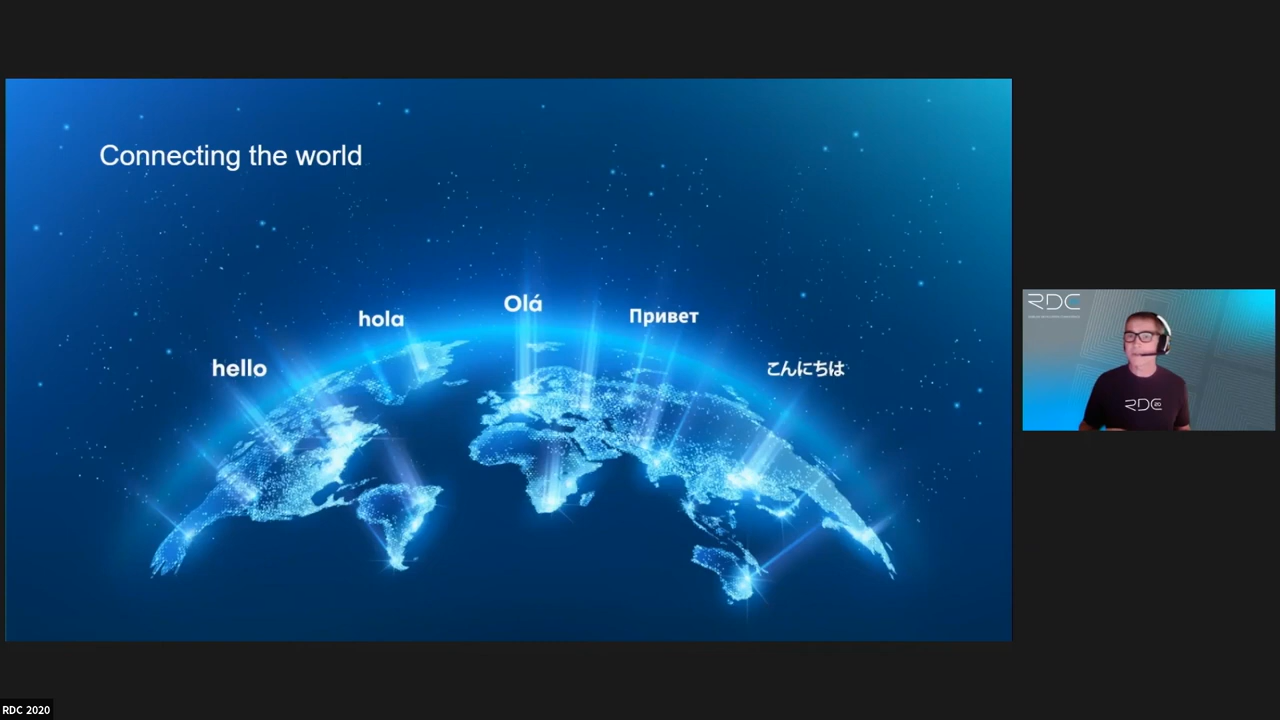 Connecting the world
hello
hola
Olá
Привет
こんにちは
RDC
RDC
RDC 2020